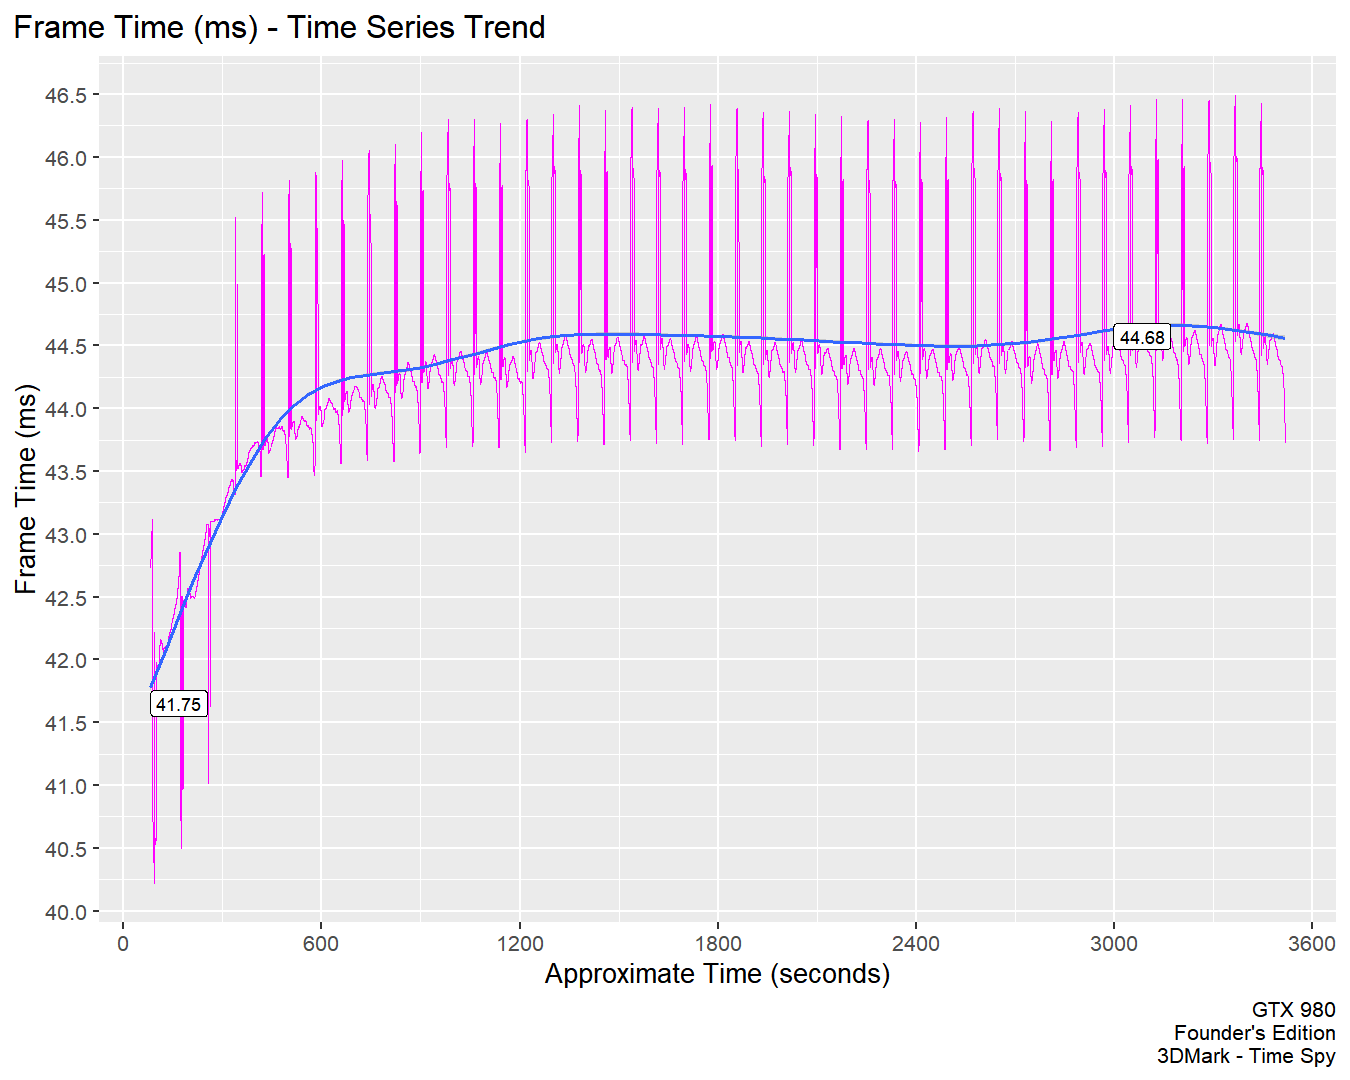 Frame Time (ms) - Time Series Trend
Frame Time (ms)
46.5
46.0
45.5
45.0
44.5
44.0
43.5
43.0
42.5
42.0
41.5
41.0
40.5
40.0
44.68
41.75
0 600 1200 1800 2400 3000 3600
Approximate Time (seconds)
GTX 980
Founder's Edition
3DMark - Time Spy